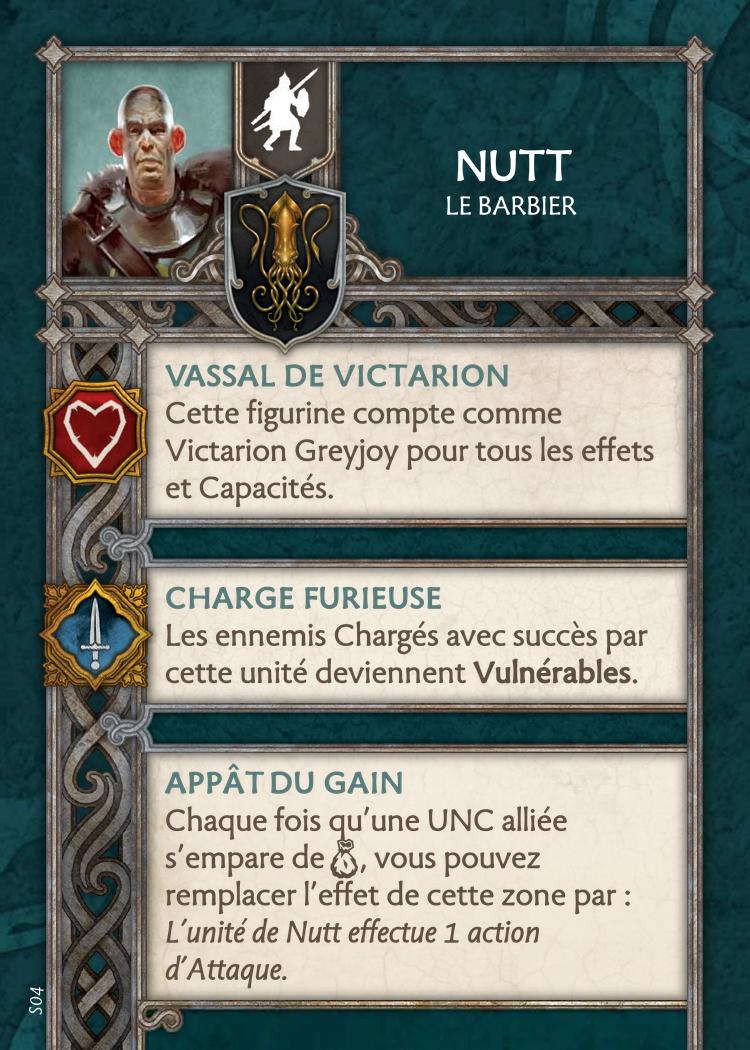 NUTT
LE BARBIER
VASSAL DE VICTARION
Cette figurine compte comme
Victarion Greyjoy pour tous les effets
et Capacités.
CHARGE FURIEUSE
Les ennemis Chargés avec succès par
cette unité deviennent Vulnérables.
APPÂT DU GAIN
Chaque fois qu’une UNC alliée
s’empare de , vous pouvez
remplacer l’effet de cette zone par :
L’unité de Nutt effectue 1 action
d’Attaque.
S04